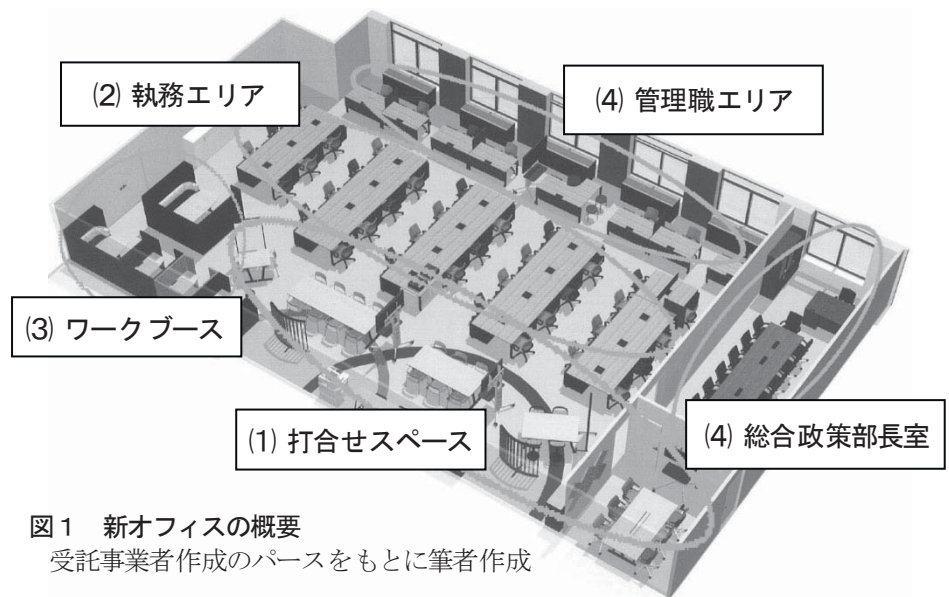 (2) 執務エリア
(4) 管理職エリア
(3) ワークブース
(1) 打合せスペース
(4) 総合政策部長室
図1 新オフィスの概要
受託事業者作成のパースをもとに筆者作成